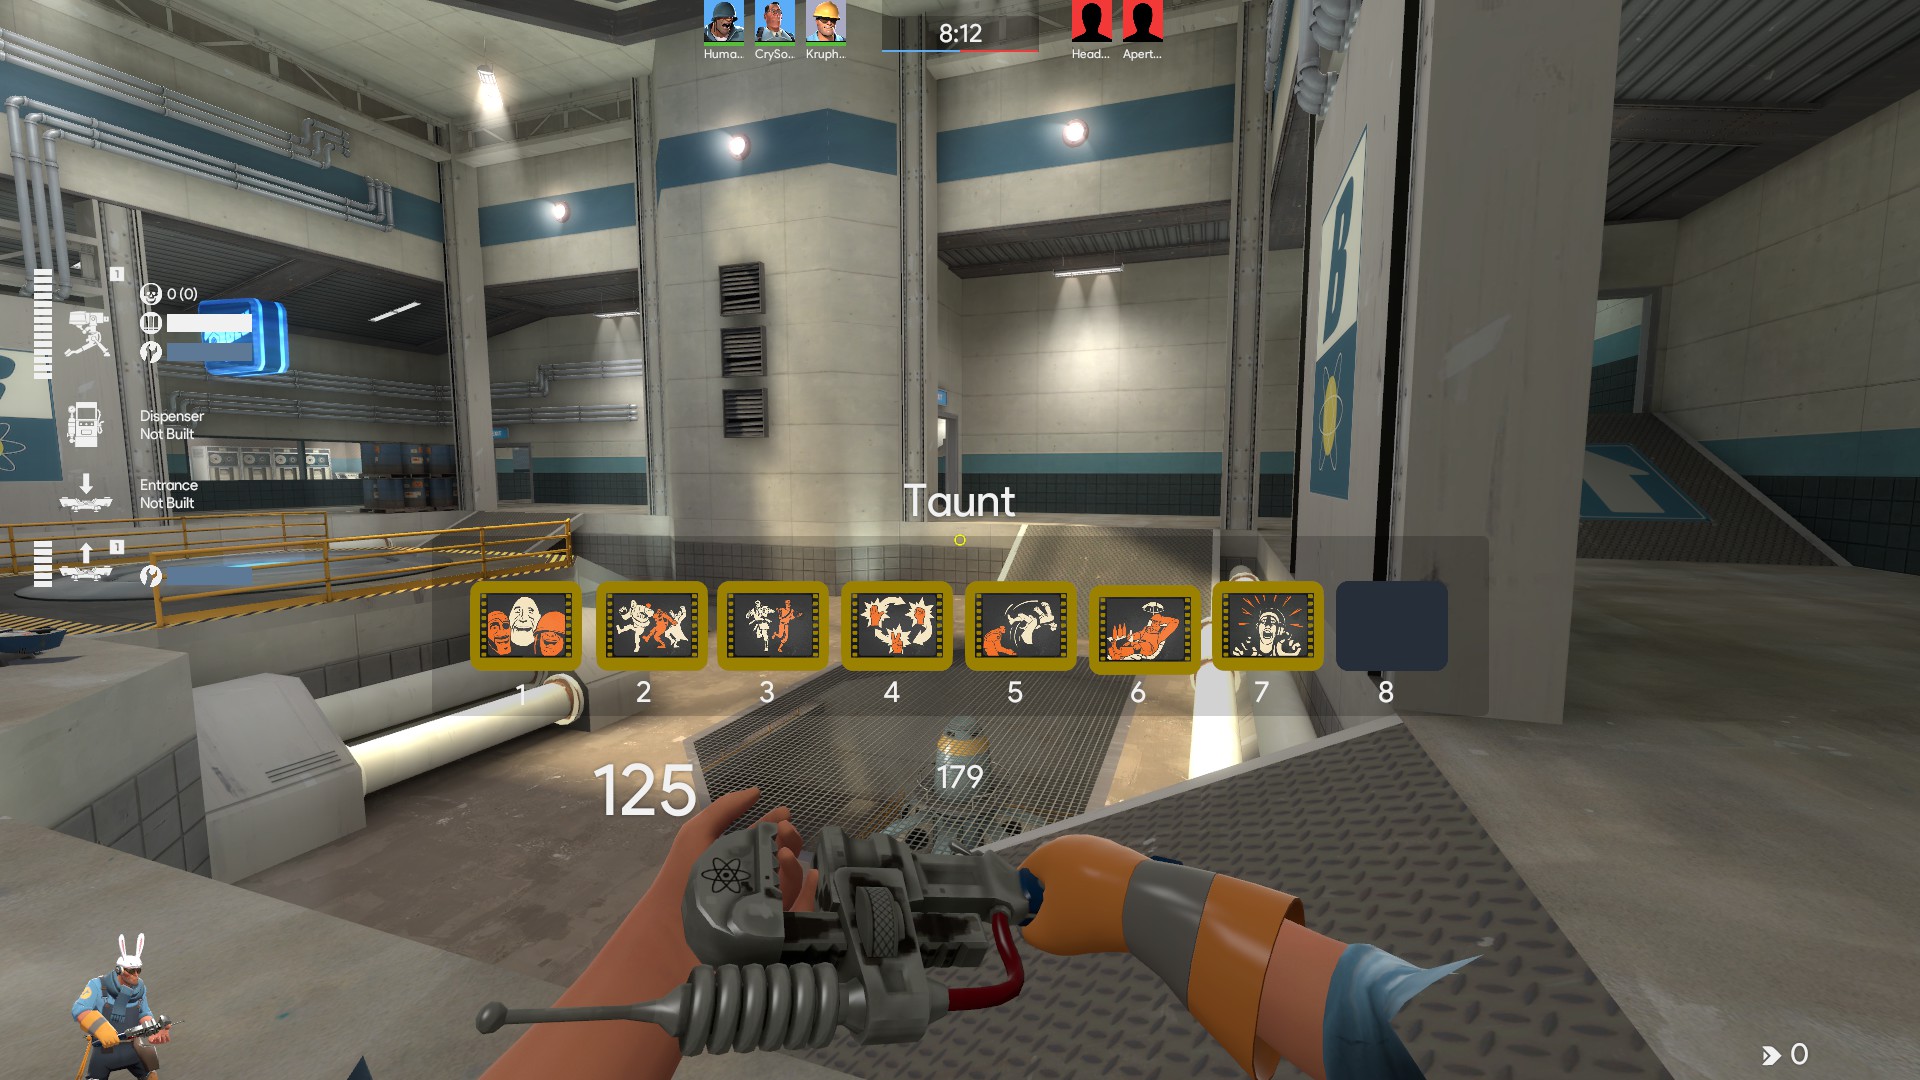 8:12
Huma...
CrySo...
Kruph...
Head...
Apert...
1
0 (0)
B
Dispenser
Not Built
Entrance
Not Built
1
Taunt
1
2
3
4
5
6
7
8
125
179
0